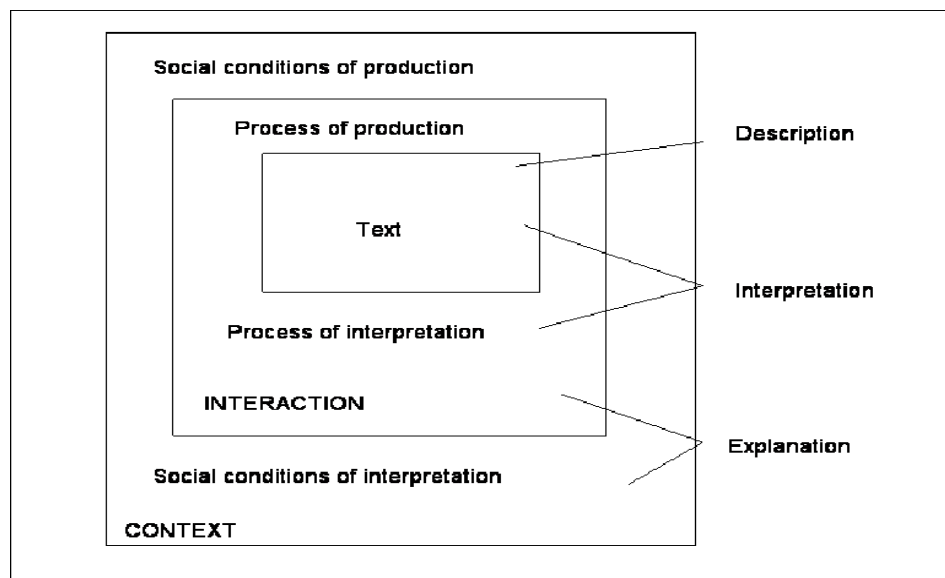 Social conditions of production
Process of production
Description
Text
Interpretation
Process of interpretation
INTERACTION
Explanation
Social conditions of interpretation
CONTEXT